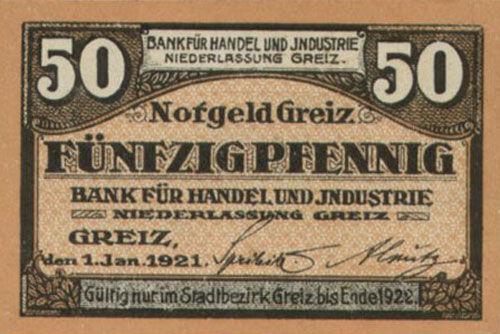 50 BANK FÜR HANDEL UND JNDUSTRIE 50
NIEDERLASSUNG GREIZ.
Notgeld Greiz
FÜNFZIG PFENNIG
BANK FÜR HANDEL UND JNDUSTRIE
NIEDERLASSUNG GREIZ
GREIZ,
den 1. Jan. 1921.
Gültig nur im Stadtbezirk Greiz bis Ende 1922.